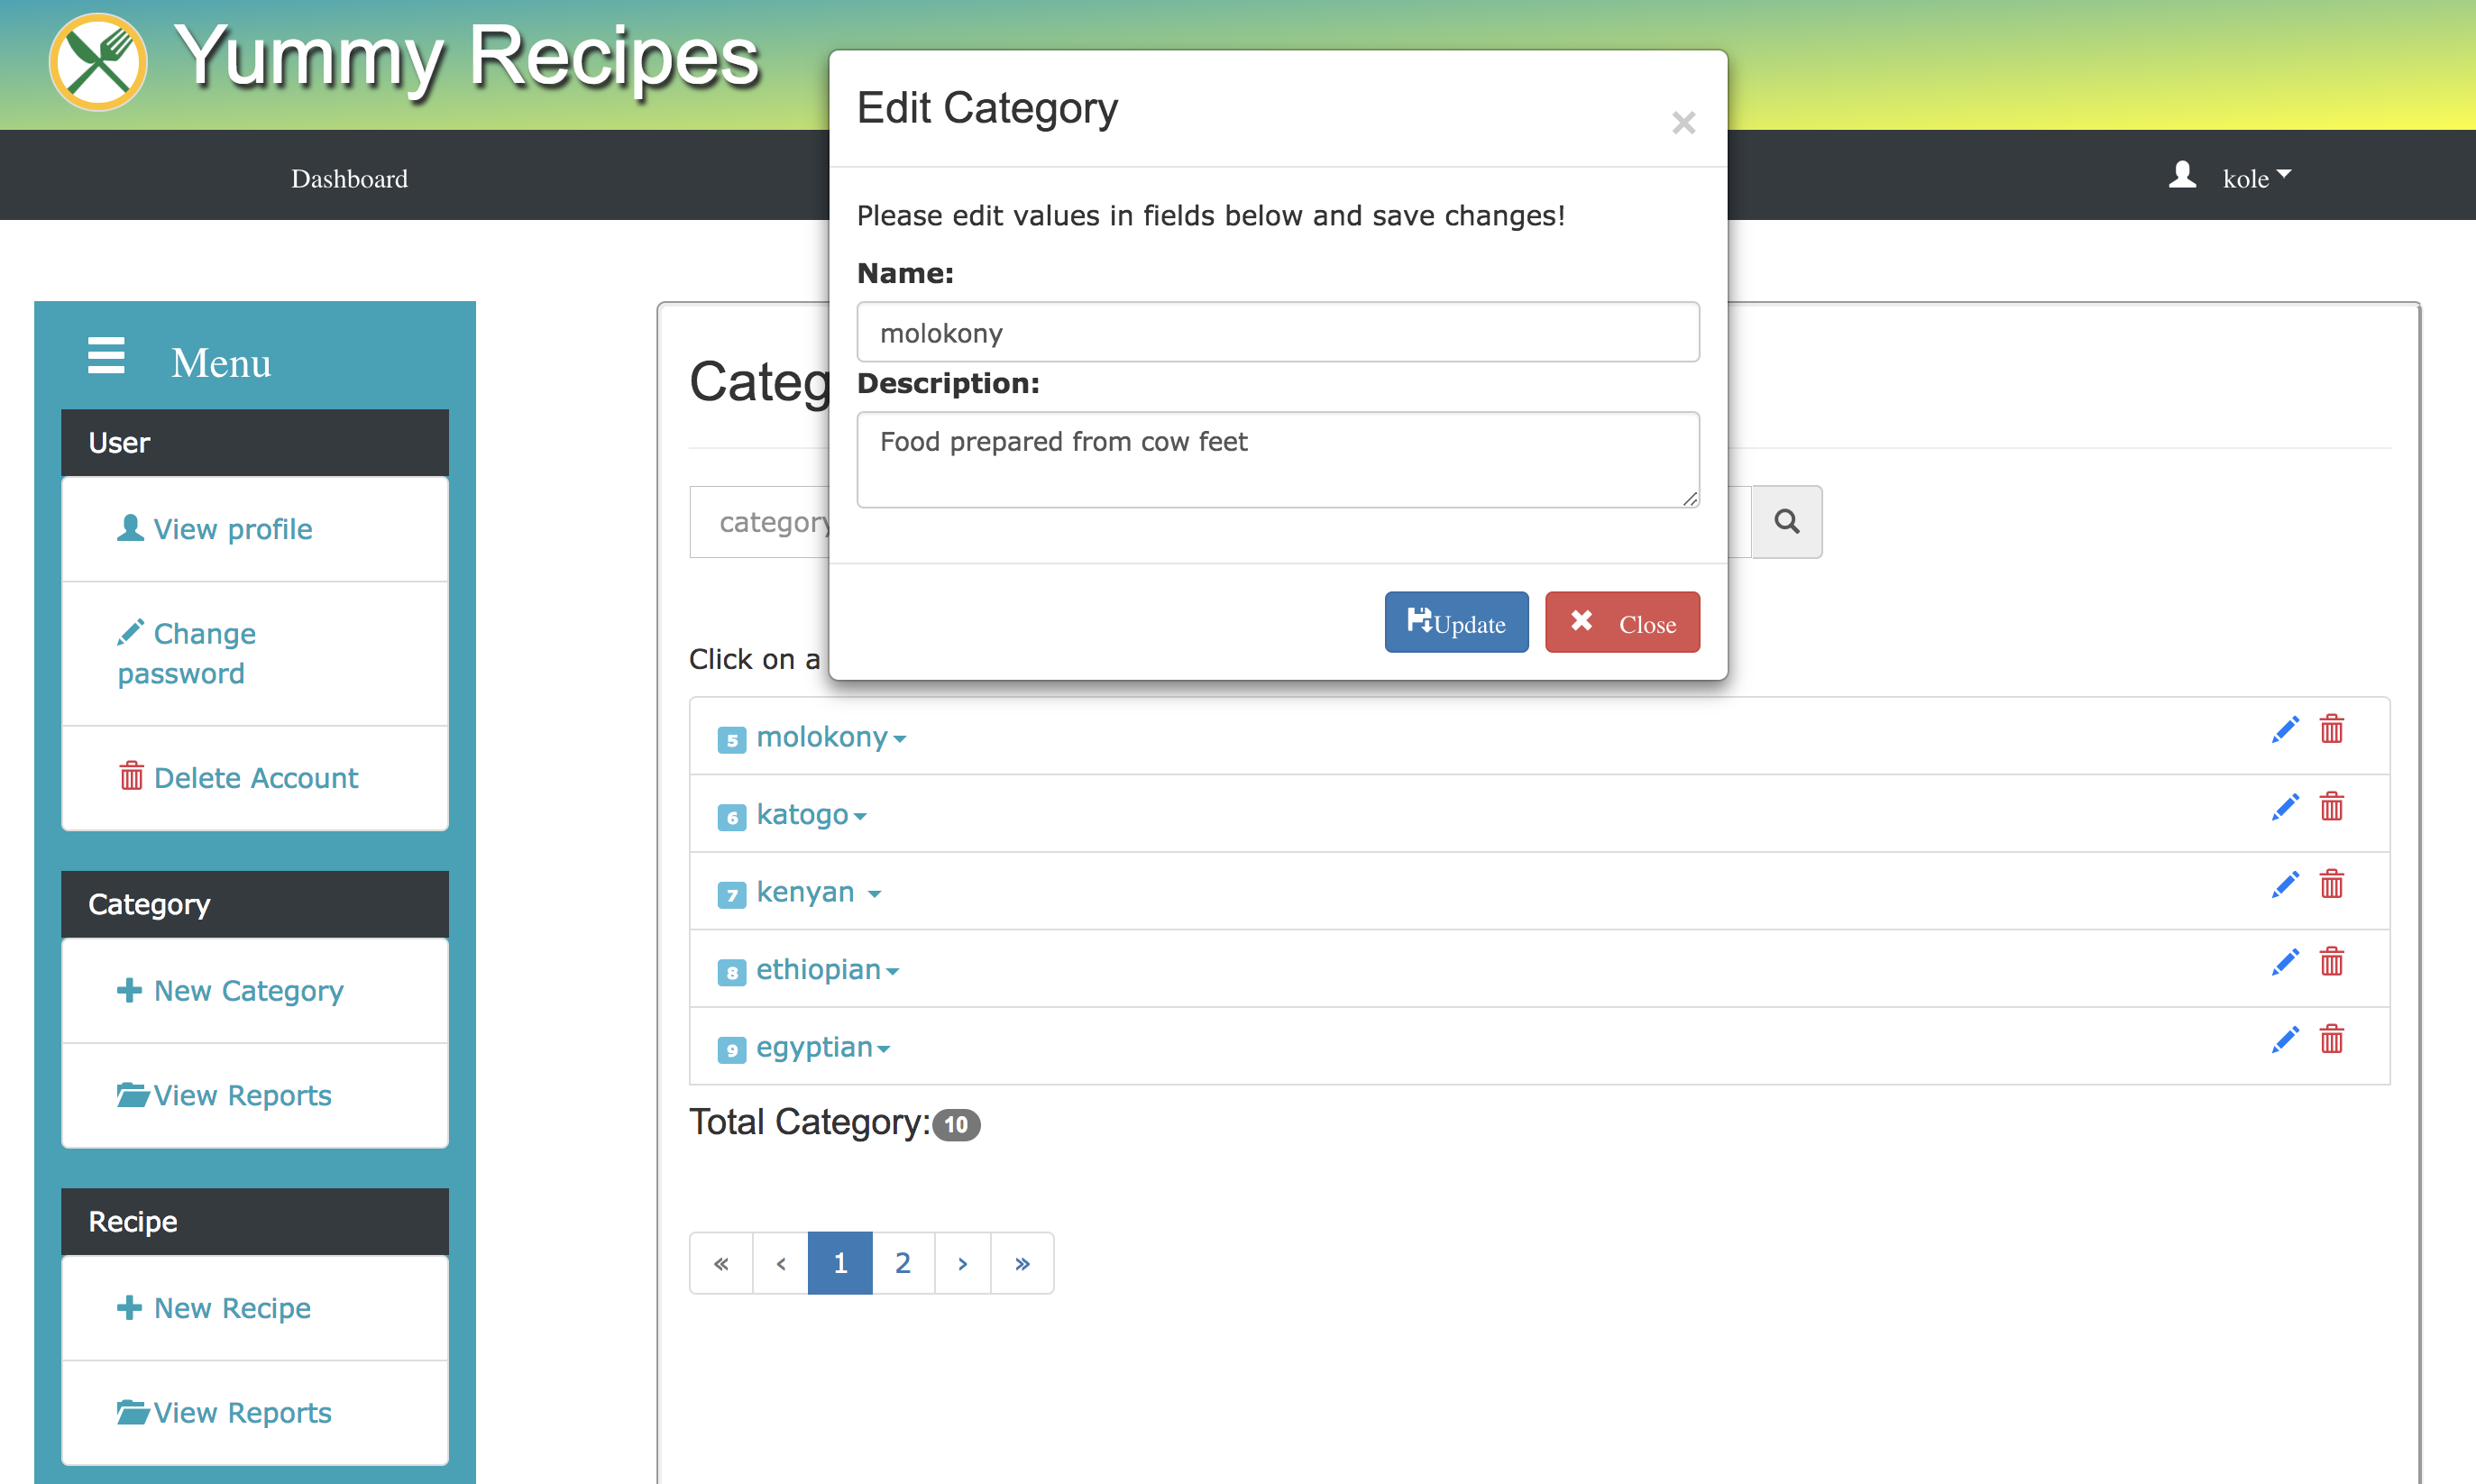 Yummy Recipes
Dashboard
kole
Menu
User
View profile
Change
password
Delete Account
Category
New Category
View Reports
Recipe
New Recipe
View Reports
Edit Category
×
Please edit values in fields below and save changes!
Name:
molokony
Description:
Food prepared from cow feet
Update
Close
Click on a
5 molokony
6 katogo
7 kenyan
8 ethiopian
9 egyptian
Total Category: 10
« ‹ 1 2 › »